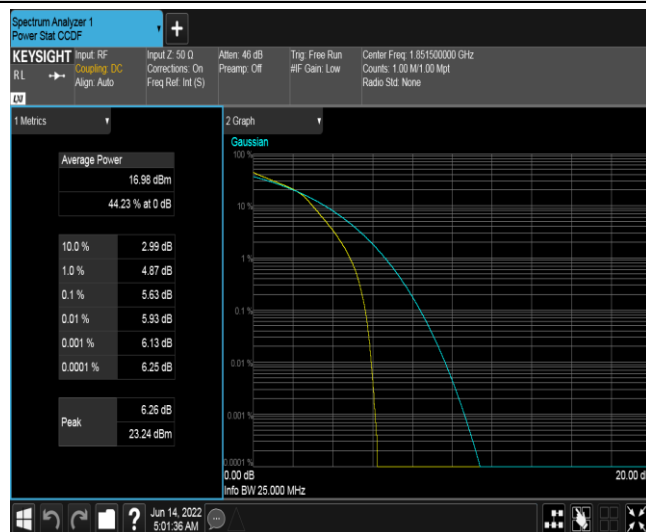 Spectrum Analyzer 1
Power Stat CCDF
+
KEYSIGHT
RL
LXI
Input: RF
Coupling: DC
Align: Auto
Input Z: 50 Ω
Corrections: On
Freq Ref: Int (S)
Atten: 46 dB
Preamp: Off
Trig: Free Run
#IF Gain: Low
Center Freq: 1.851500000 GHz
Counts: 1.00 M/1.00 Mpt
Radio Std: None
1 Metrics
Average Power
16.98 dBm
44.23 % at 0 dB
10.0 % 2.99 dB
1.0 % 4.87 dB
0.1 % 5.63 dB
0.01 % 5.93 dB
0.001 % 6.13 dB
0.0001 % 6.25 dB
Peak
6.26 dB
23.24 dBm
2 Graph
Gaussian
100 %
10 %
1 %
0.1 %
0.01 %
0.001 %
0.0001 %
0.00 dB
20.00 d
Info BW 25.000 MHz
?
Jun 14, 2022
5:01:36 AM